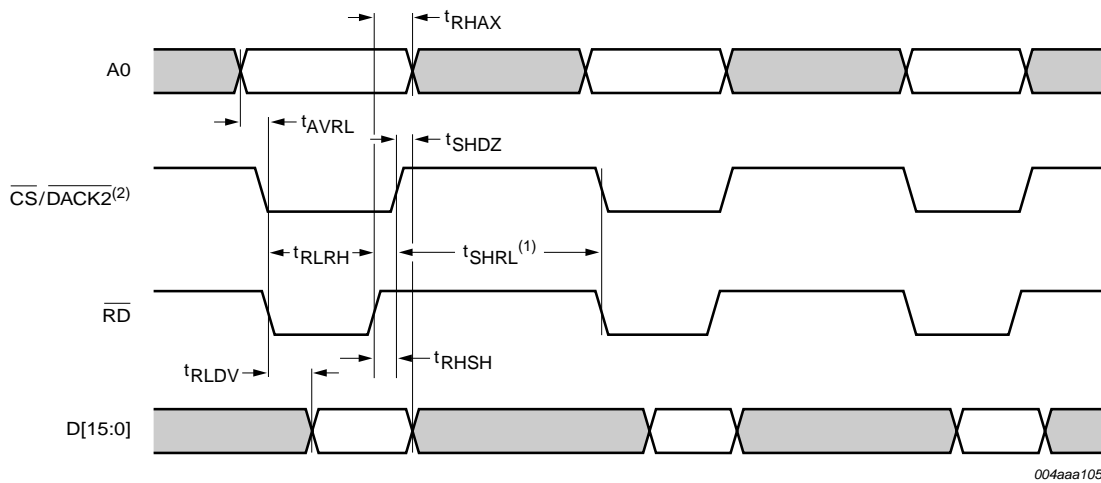 tRHAX
A0
tAVRL
tSHDZ
CS/DACK2(2)
tRLRH
tSHRL(1)
RD
tRLDV
tRHSH
D[15:0]
004aaa105